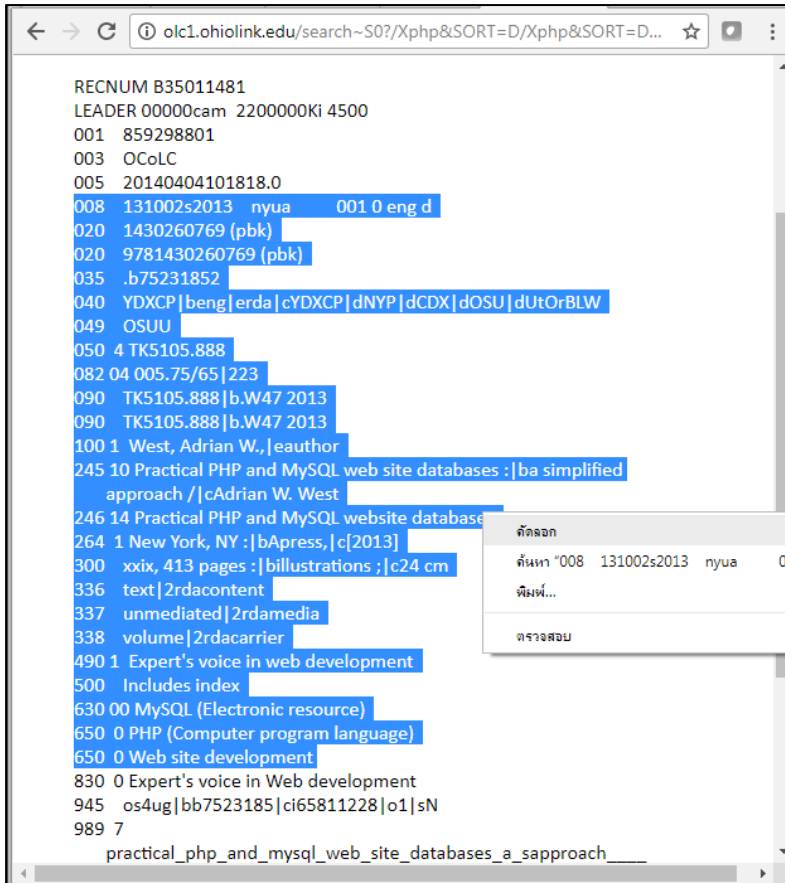 olc1.ohiolink.edu/search~S0?/Xphp&SORT=D/Xphp&SORT=D...
RECNUM B35011481
LEADER 00000cam 2200000Ki 4500
001 859298801
003 OCoLC
005 20140404101818.0
008 131002s2013 nyua 001 0 eng d
020 1430260769 (pbk)
020 9781430260769 (pbk)
035 .b75231852
040 YDXCP|beng|erda|cYDXCP|dNYP|dCDX|dOSU|dUtOrBLW
049 OSUU
050 4 TK5105.888
082 04 005.75/65|223
090 TK5105.888|b.W47 2013
090 TK5105.888|b.W47 2013
100 1 West, Adrian W.,|eauthor
245 10 Practical PHP and MySQL web site databases :|ba simplified
approach /|cAdrian W. West
246 14 Practical PHP and MySQL website database
264 1 New York, NY :|bApress,|c[2013]
300 xxix, 413 pages :|billustrations ;|c24 cm
336 text|2rdacontent
337 unmediated|2rdamedia
338 volume|2rdacarrier
490 1 Expert's voice in web development
500 Includes index
630 00 MySQL (Electronic resource)
650 0 PHP (Computer program language)
650 0 Web site development
830 0 Expert's voice in Web development
945 os4ug|bb7523185|ci65811228|o1|sN
989 7
practical_php_and_mysql_web_site_databases_a_sapproach____
คัดลอก
ค้นหา "008 131002s2013 nyua 0
พิมพ์...
ตรวจสอบ